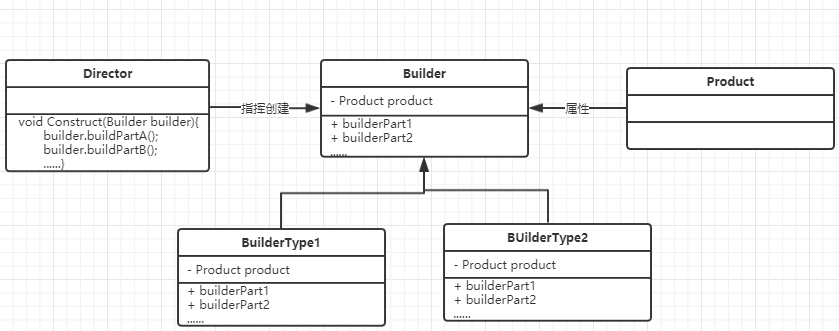 Director
void Construct(Builder builder){
builder.buildPartA();
builder.buildPartB();
......}
指挥创建
Builder
- Product product
+ builderPart1
+ builderPart2
......
属性
Product
BuilderType1
- Product product
+ builderPart1
+ builderPart2
......
BUilderType2
- Product product
+ builderPart1
+ builderPart2
......